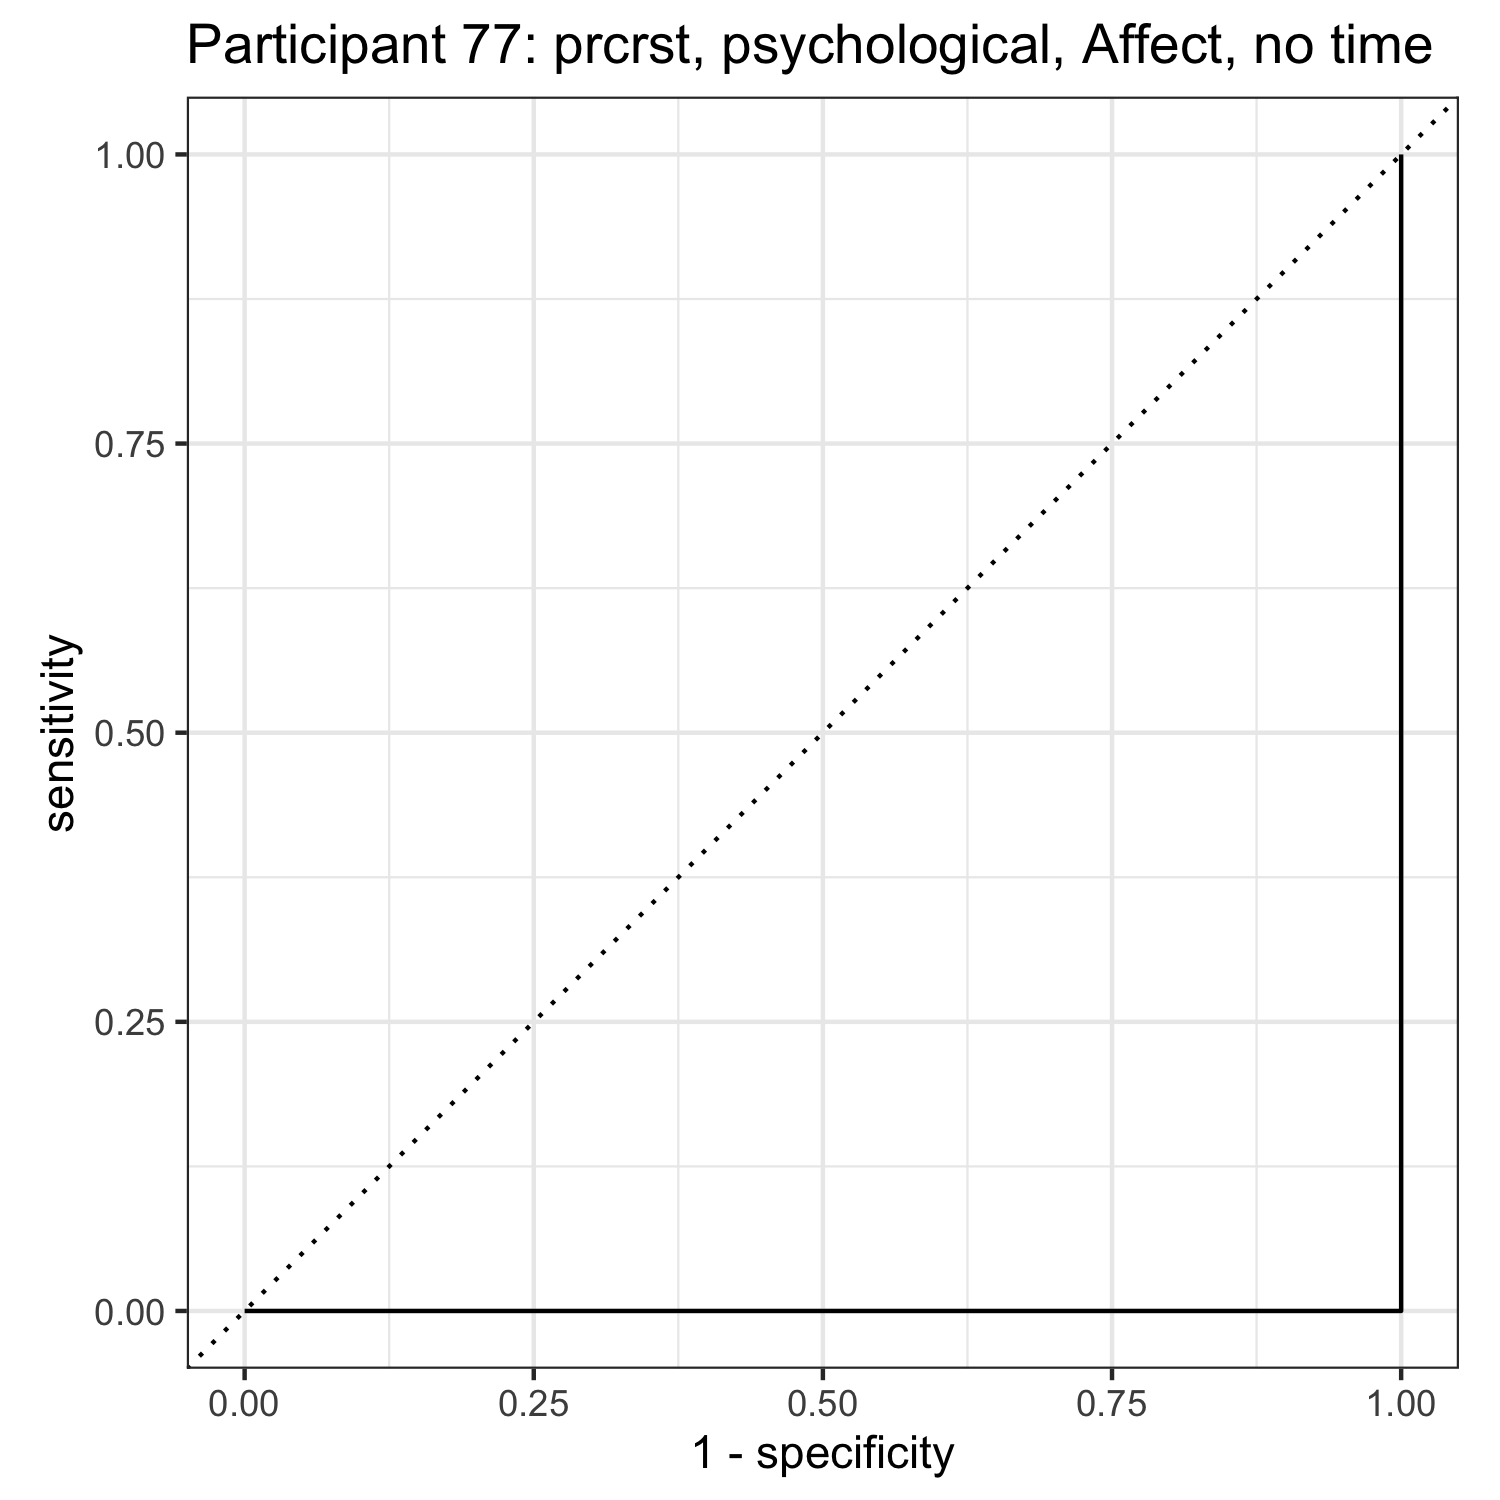 Participant 77: prcrst, psychological, Affect, no time
sensitivity
1.00
0.75
0.50
0.25
0.00
0.00 0.25 0.50 0.75 1.00
1 - specificity